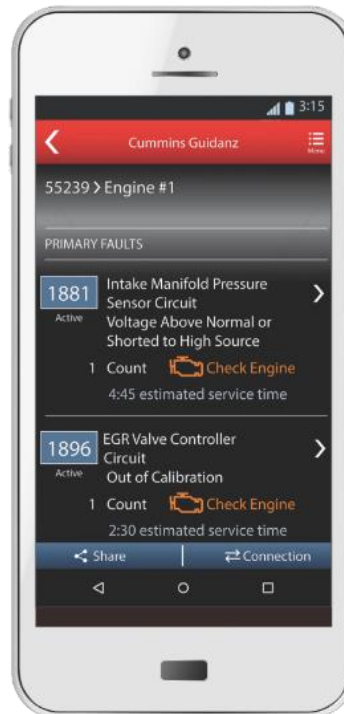 3:15
Cummins Guidanz
Menu
55239 > Engine #1
PRIMARY FAULTS
1881
Active
Intake Manifold Pressure
Sensor Circuit
Voltage Above Normal or
Shorted to High Source
1 Count Check Engine
4:45 estimated service time
1896
Active
EGR Valve Controller
Circuit
Out of Calibration
1 Count Check Engine
2:30 estimated service time
Share
Connection